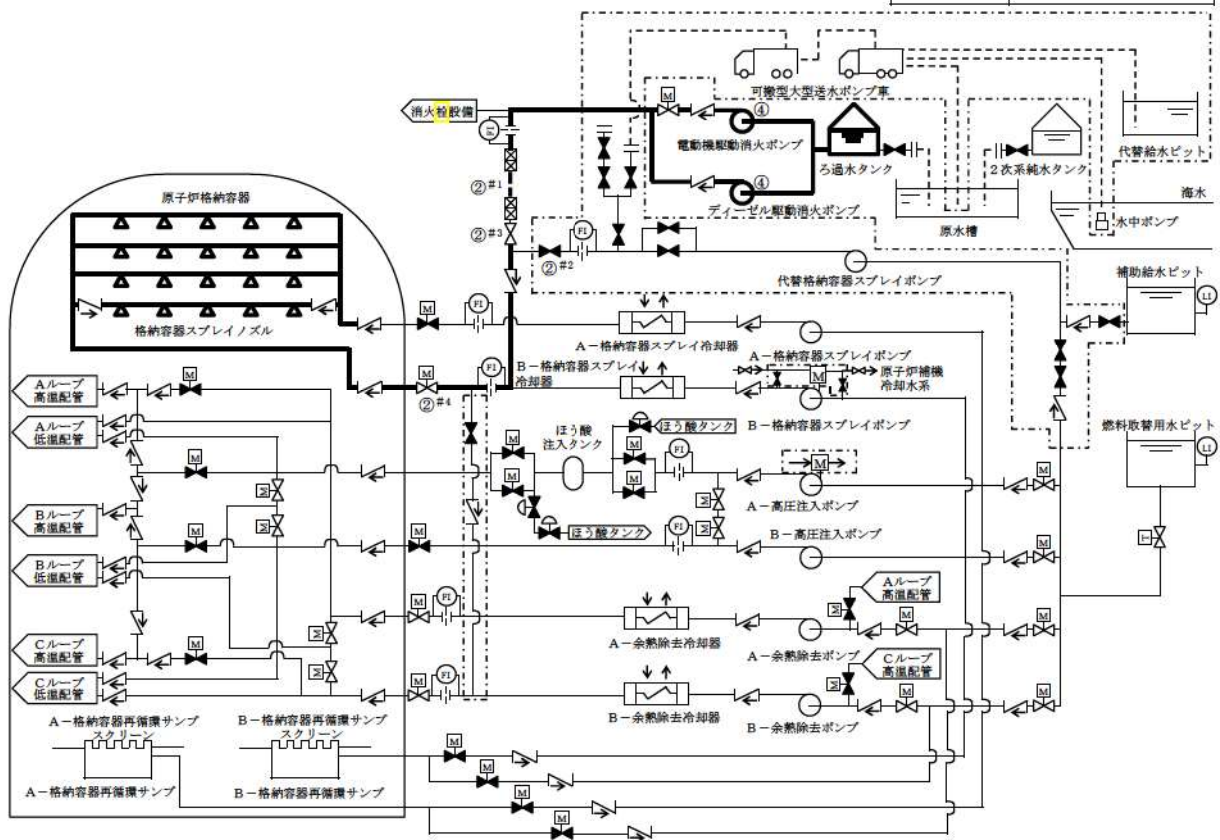 可搬型大型送水ポンプ車
消火栓設備
M
FI
④
電動機駆動消火ポンプ
ろ過水タンク
2次系純水タンク
代替給水ピット
②#1
④
ディーゼル駆動消火ポンプ
原水槽
海水
水中ポンプ
原子炉格納容器
②#3
FI
②#2
代替格納容器スプレイポンプ
補助給水ピット
LI
格納容器スプレイノズル
M
FI
A-格納容器スプレイ冷却器
A-格納容器スプレイポンプ
B-格納容器スプレイ
冷却器
M
原子炉補機
冷却水系
M
FI
②#4
B-格納容器スプレイポンプ
Aループ
高温配管
M
Aループ
低温配管
ほう酸
注入タンク
ほう酸タンク
燃料取替用水ピット
LI
M
M
M
M
M
FI
M
M
A-高圧注入ポンプ
M
M
M
ほう酸タンク
M
FI
B-高圧注入ポンプ
Bループ
高温配管
M
M
M
T
Bループ
低温配管
Aループ
高温配管
M
FI
M
M
M
M
A-余熱除去冷却器
A-余熱除去ポンプ
Cループ
高温配管
M
M
Cループ
高温配管
Cループ
低温配管
M
FI
M
M
M
B-余熱除去冷却器
B-余熱除去ポンプ
A-格納容器再循環サンプ
スクリーン
B-格納容器再循環サンプ
スクリーン
M
M
A-格納容器再循環サンプ
B-格納容器再循環サンプ
M
M